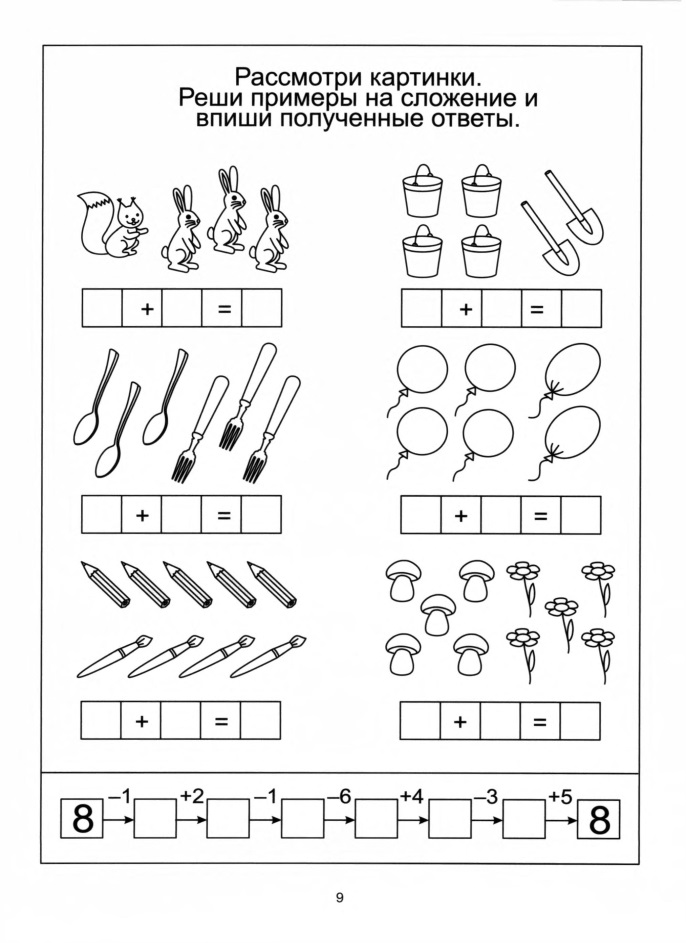 Рассмотри картинки.
Реши примеры на сложение и
впиши полученные ответы.
+ =
+ =
+ =
+ =
+ =
+ =
–1 +2 –1 –6 +4 –3 +5
8 8
9